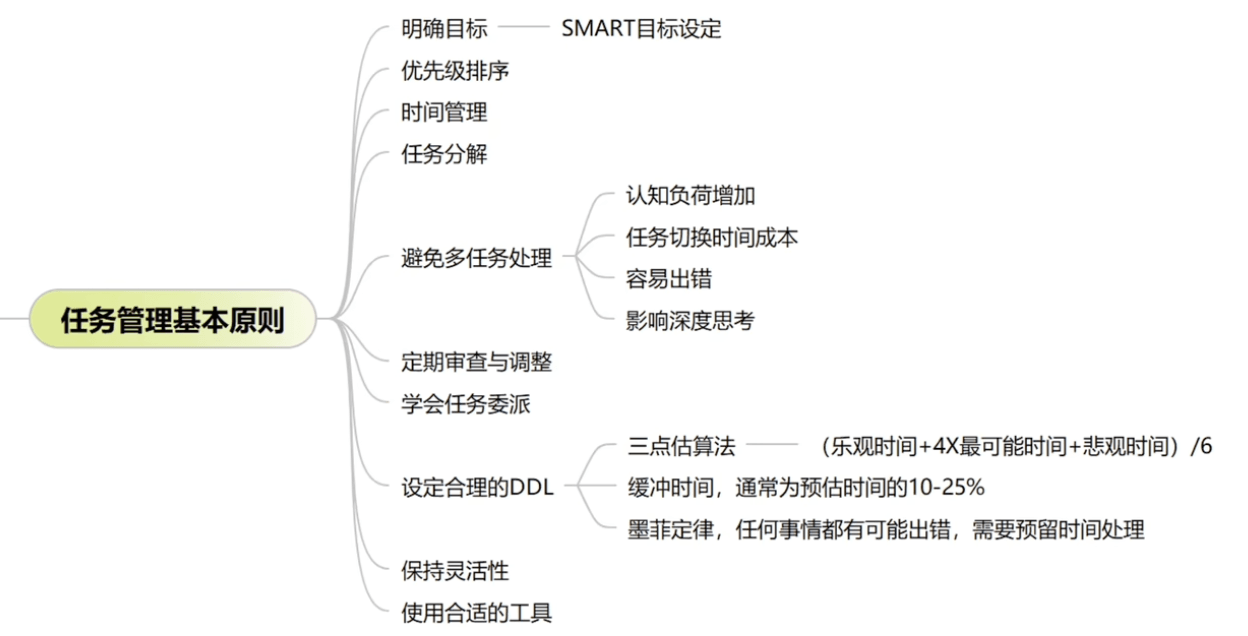 明确目标
SMART目标设定
优先级排序
时间管理
任务分解
避免多任务处理
认知负荷增加
任务切换时间成本
容易出错
影响深度思考
任务管理基本原则
定期审查与调整
学会任务委派
设定合理的DDL
三点估算法
（乐观时间+4X最可能时间+悲观时间）/6
缓冲时间，通常为预估时间的10-25%
墨菲定律，任何事情都有可能出错，需要预留时间处理
保持灵活性
使用合适的工具